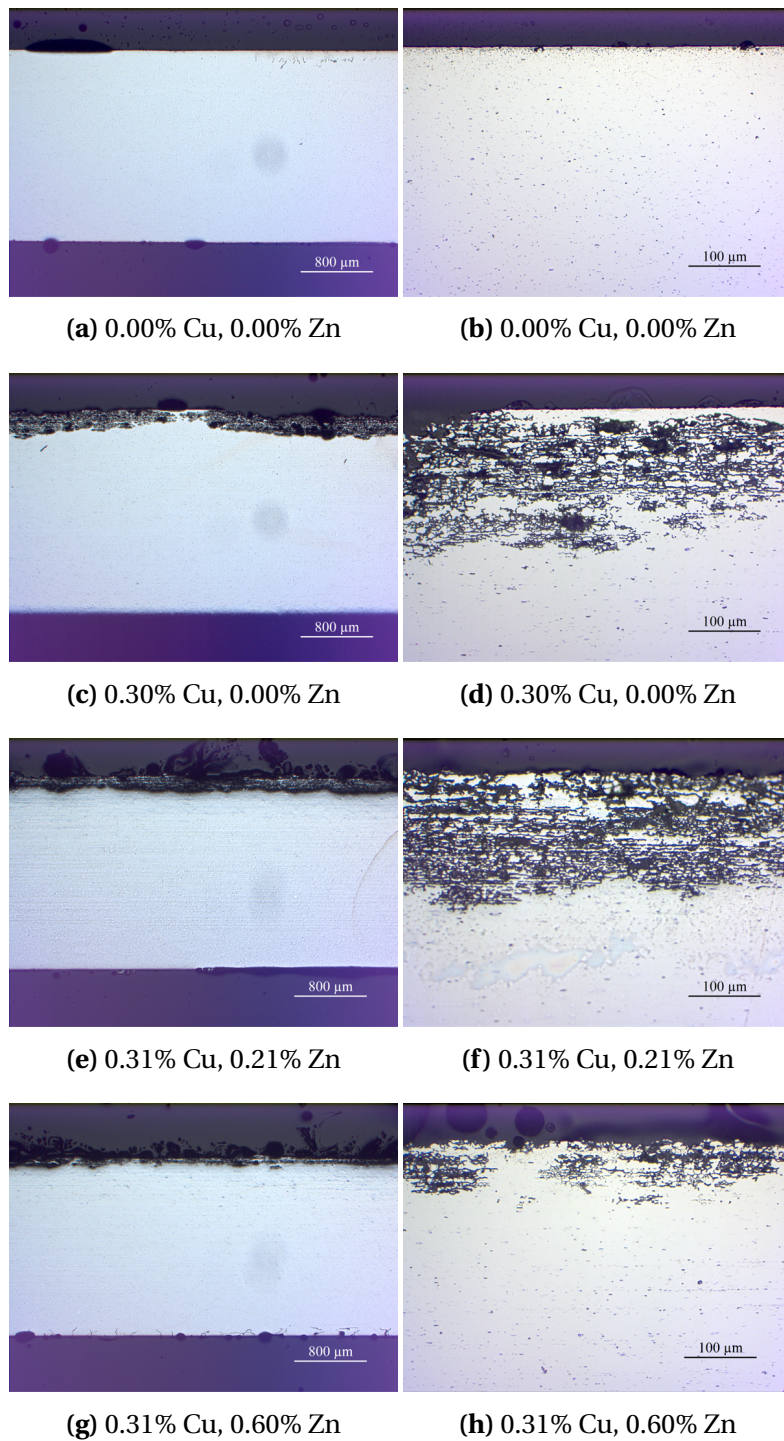 800 µm
100 µm
(a) 0.00% Cu, 0.00% Zn
(b) 0.00% Cu, 0.00% Zn
800 µm
100 µm
(c) 0.30% Cu, 0.00% Zn
(d) 0.30% Cu, 0.00% Zn
800 µm
100 µm
(e) 0.31% Cu, 0.21% Zn
(f) 0.31% Cu, 0.21% Zn
800 µm
100 µm
(g) 0.31% Cu, 0.60% Zn
(h) 0.31% Cu, 0.60% Zn